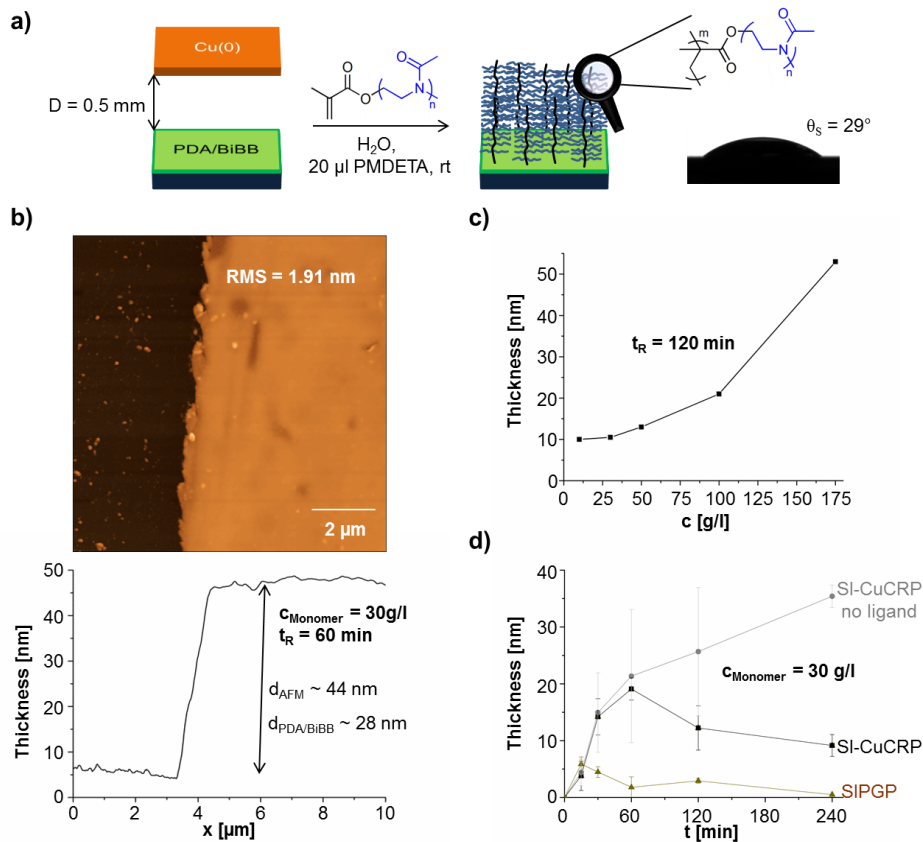 a)
Cu(0)
D = 0.5 mm
PDA/BiBB
O
O
N
O
n
H₂O,
20 µl PMDETA, rt
m
O
O
N
O
n
θS = 29°
b)
RMS = 1.91 nm
2 µm
50
40
30
20
10
0
Thickness [nm]
cMonomer = 30g/l
tR = 60 min
dAFM ~ 44 nm
dPDA/BiBB ~ 28 nm
0 2 4 6 8 10
x [µm]
c)
50
40
30
20
10
0
Thickness [nm]
tR = 120 min
0 25 50 75 100 125 150 175
c [g/l]
d)
40
30
20
10
0
Thickness [nm]
SI-CuCRP
no ligand
cMonomer = 30 g/l
SI-CuCRP
SIPGP
0 60 120 180 240
t [min]